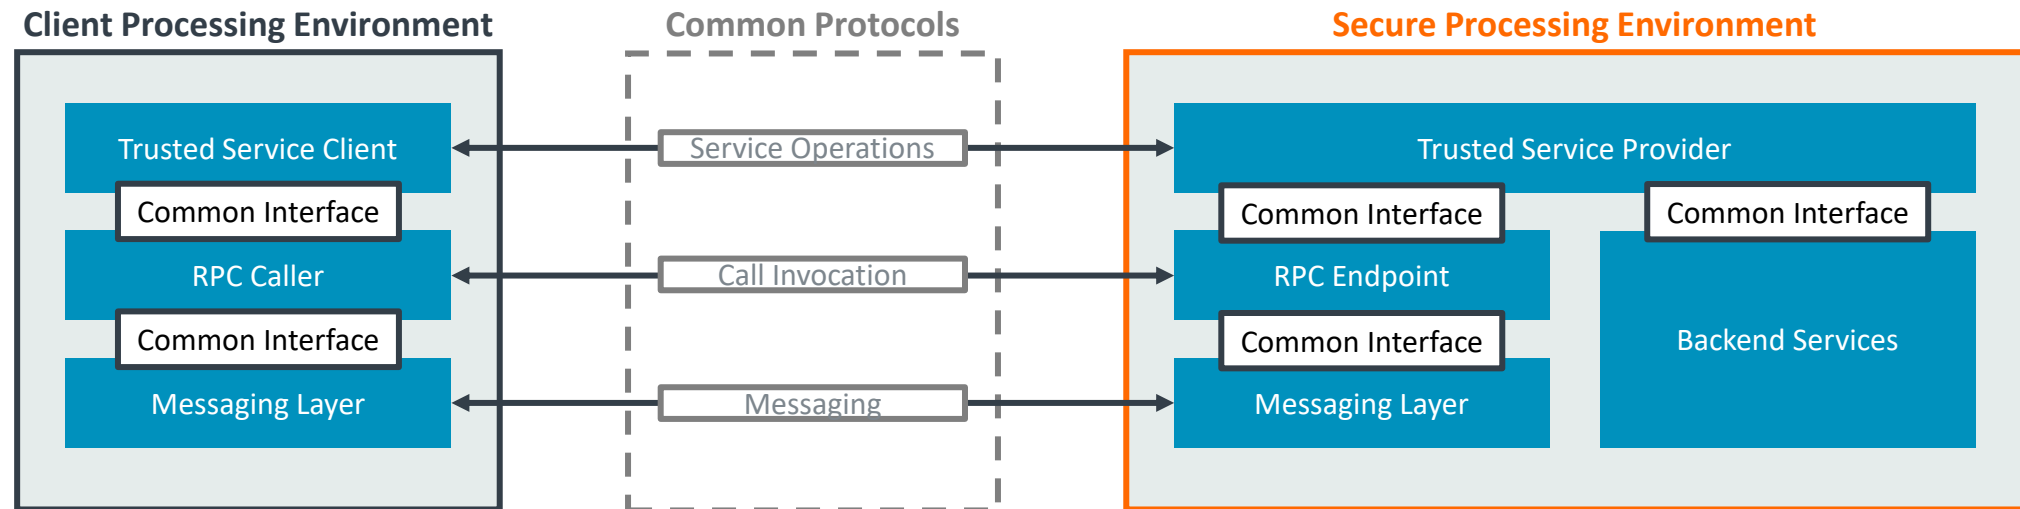 Client Processing Environment
Common Protocols
Secure Processing Environment
Trusted Service Client
Service Operations
Trusted Service Provider
Common Interface
Common Interface
Common Interface
RPC Caller
Call Invocation
RPC Endpoint
Common Interface
Common Interface
Backend Services
Messaging Layer
Messaging
Messaging Layer